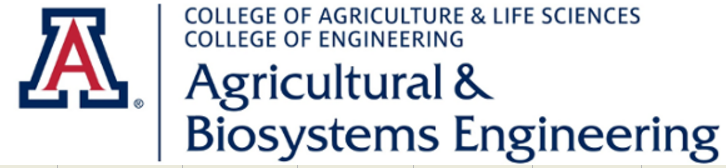 A®
COLLEGE OF AGRICULTURE & LIFE SCIENCES
COLLEGE OF ENGINEERING
Agricultural &
Biosystems Engineering